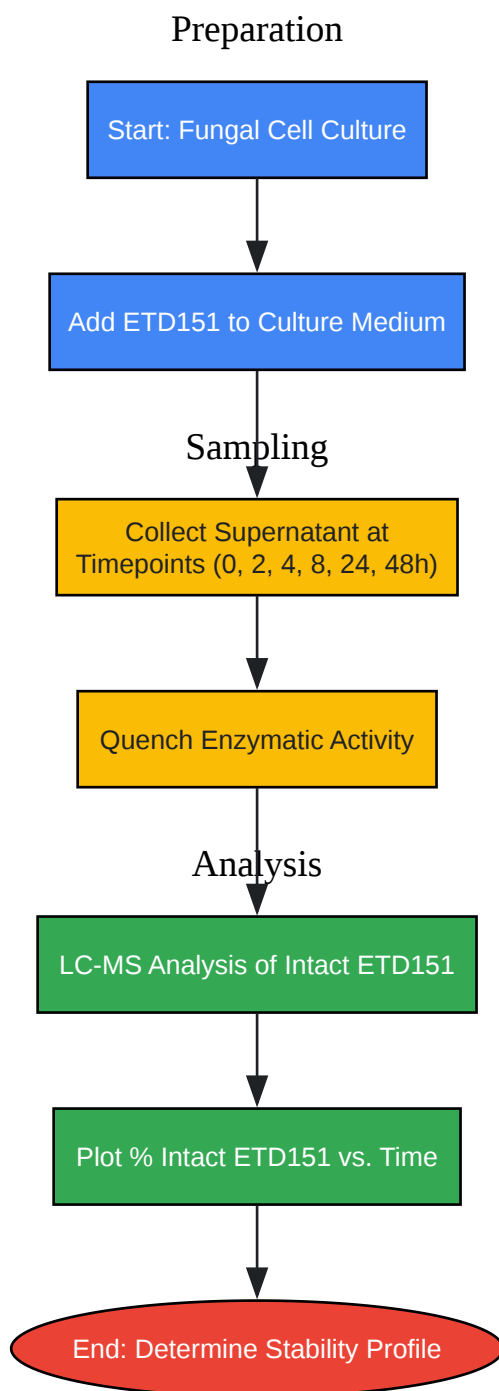 Preparation
Start: Fungal Cell Culture
Add ETD151 to Culture Medium
Sampling
Collect Supernatant at
Timepoints (0, 2, 4, 8, 24, 48h)
Quench Enzymatic Activity
Analysis
LC-MS Analysis of Intact ETD151
Plot % Intact ETD151 vs. Time
End: Determine Stability Profile